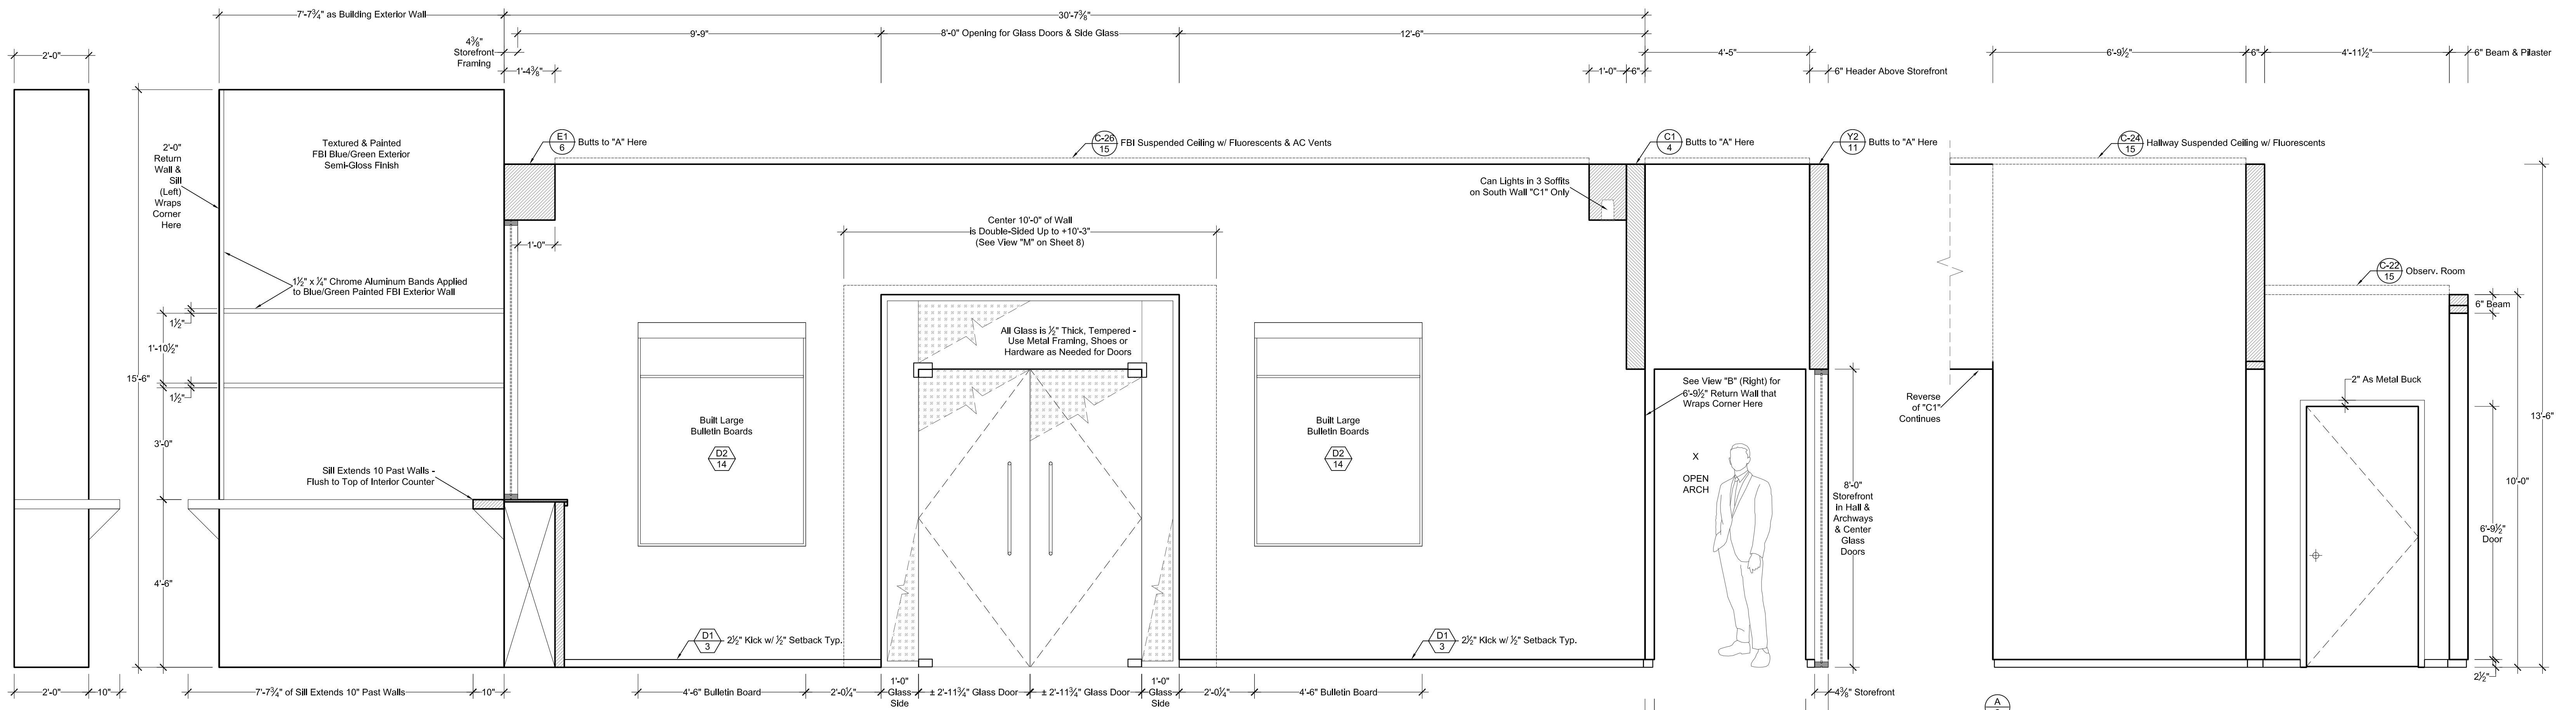 7'-7¾" as Building Exterior Wall
30'-7⅜"
9'-9"
8'-0" Opening for Glass Doors & Side Glass
12'-6"
4⅜"
Storefront
Framing
1'-4⅜"
2'-0"
4'-5"
6'-9½"
6"
4'-11½"
6" Beam & Pilaster
1'-0"
6"
6" Header Above Storefront
2'-0"
Return
Wall &
Sill
(Left)
Wraps
Corner
Here
Textured & Painted
FBI Blue/Green Exterior
Semi-Gloss Finish
E1
6
Butts to "A" Here
C-26
15
FBI Suspended Ceiling w/ Fluorescents & AC Vents
C1
4
Butts to "A" Here
Y2
11
Butts to "A" Here
C-24
15
Hallway Suspended Ceiling w/ Fluorescents
Can Lights in 3 Soffits
on South Wall "C1" Only
Center 10'-0" of Wall
is Double-Sided Up to +10'-3"
(See View "M" on Sheet 8)
1'-0"
1½" x ¼" Chrome Aluminum Bands Applied
to Blue/Green Painted FBI Exterior Wall
C-22
15
Observ. Room
6" Beam
1½"
1'-10½"
15'-6"
1½"
3'-0"
4'-6"
All Glass is ½" Thick, Tempered -
Use Metal Framing, Shoes or
Hardware as Needed for Doors
See View "B" (Right) for
6'-9½" Return Wall that
Wraps Corner Here
2" As Metal Buck
Reverse
of "C1"
Continues
13'-6"
Built Large
Bulletin Boards
D2
14
Built Large
Bulletin Boards
D2
14
Sill Extends 10 Past Walls -
Flush to Top of Interior Counter
X
OPEN
ARCH
8'-0"
Storefront
in Hall &
Archways
& Center
Glass
Doors
10'-0"
6'-9½"
Door
D1
3
2½" Kick w/ ½" Setback Typ.
D1
3
2½" Kick w/ ½" Setback Typ.
2½"
2'-0"
10"
7'-7¾" of Sill Extends 10" Past Walls
10"
4'-6" Bulletin Board
2'-0¼"
1'-0"
Glass
Side
± 2'-11¾" Glass Door
± 2'-11¾" Glass Door
1'-0"
Glass
Side
2'-0¼"
4'-6" Bulletin Board
4⅜" Storefront
A